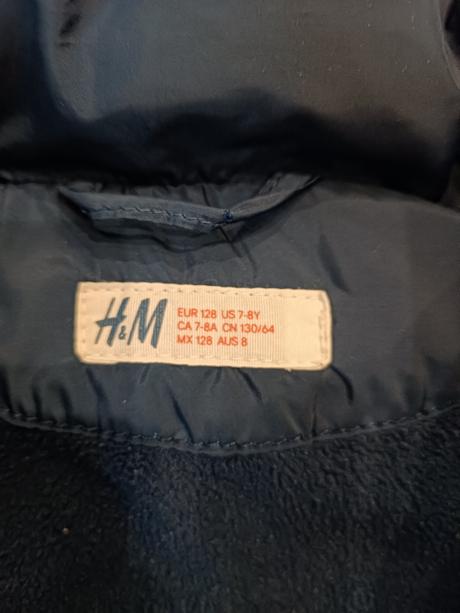 H&M
EUR 128 US 7-8Y
CA 7-8A CN 130/64
MX 128 AUS 8